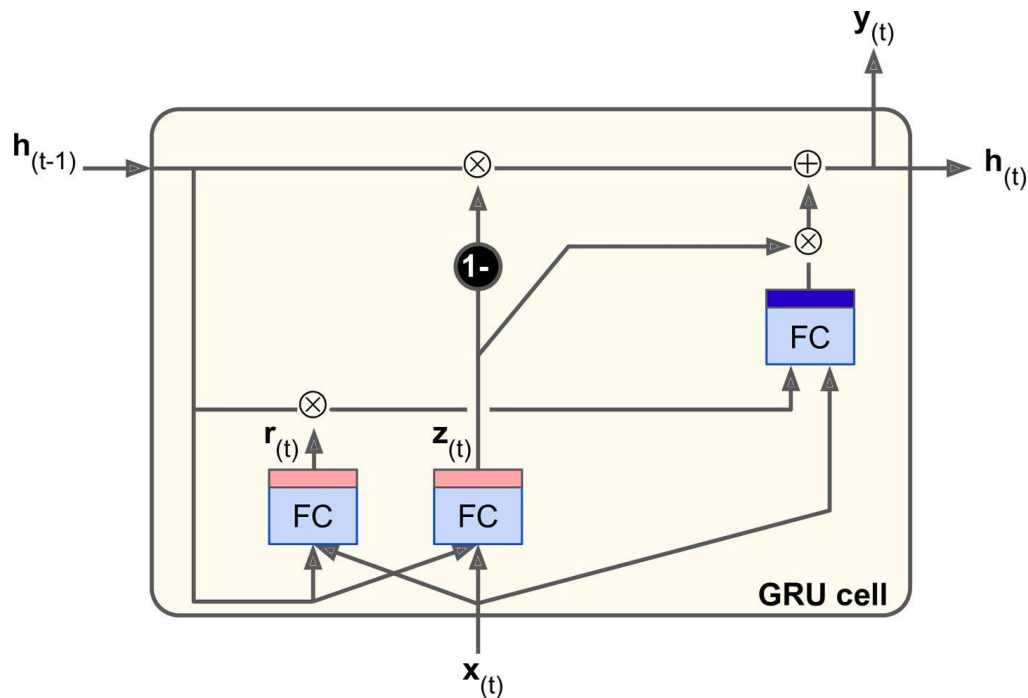 y(t)
h(t-1)
h(t)
1-
FC
r(t)
z(t)
FC
FC
GRU cell
x(t)